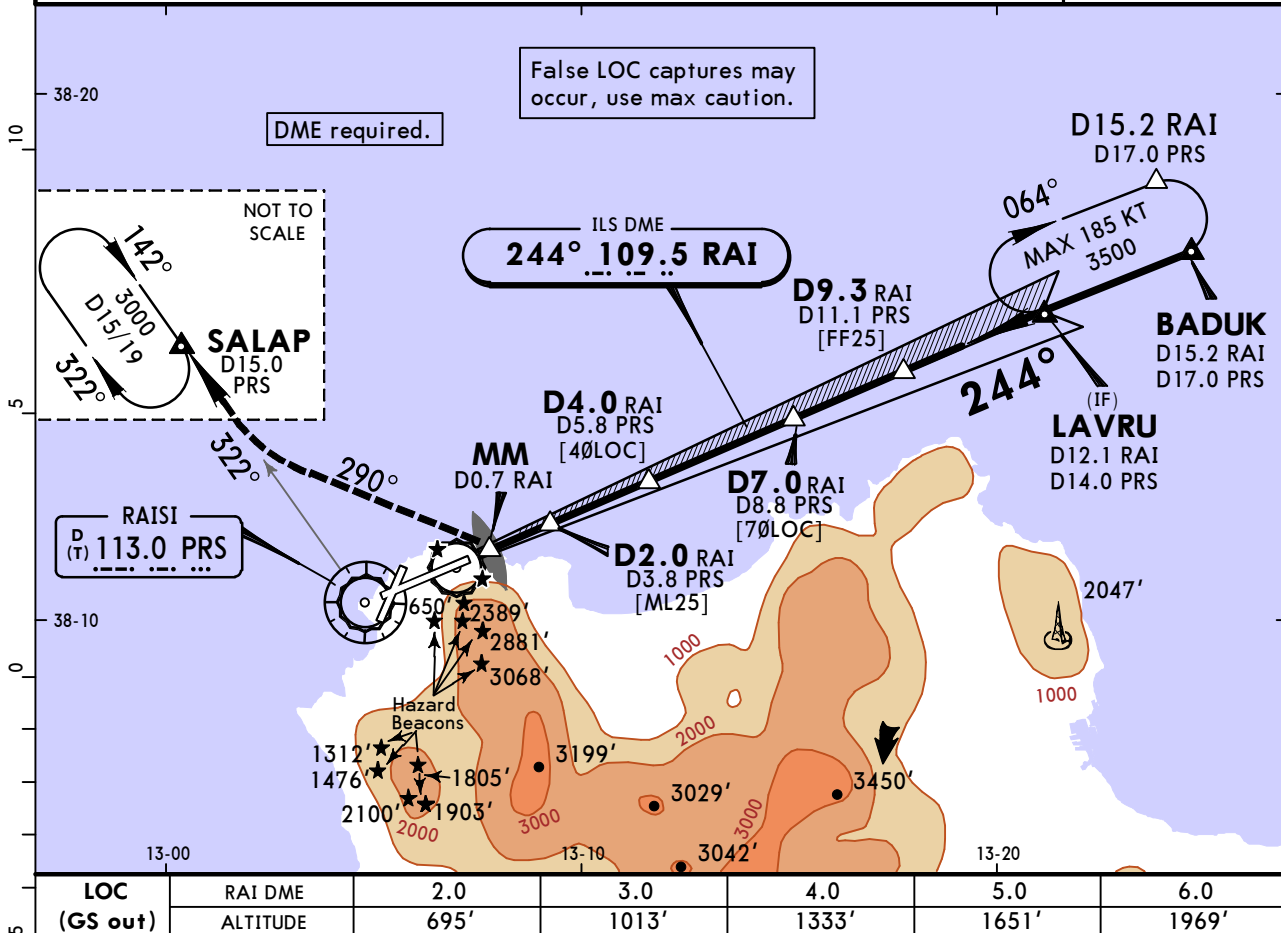 False LOC captures may
occur, use max caution.
38-20
DME required.
10
D15.2 RAI
D17.0 PRS
NOT TO
SCALE
142°
3000
D15/19
322°
SALAP
D15.0
PRS
ILS DME
244° 109.5 RAI
064°
MAX 185 KT
3500
D9.3 RAI
D11.1 PRS
[FF25]
BADUK
D15.2 RAI
D17.0 PRS
244°
(IF)
LAVRU
D12.1 RAI
D14.0 PRS
5
D4.0 RAI
D5.8 PRS
[4ØLOC]
MM
D0.7 RAI
322°
290°
D7.0 RAI
D8.8 PRS
[7ØLOC]
RAISI
D
(T) 113.0 PRS
D2.0 RAI
D3.8 PRS
[ML25]
38-10
650'
2389'
2881'
3068'
2047'
1000
1000
0
Hazard
Beacons
2000
1312'
1476'
1805'
3199'
3450'
2100'
1903'
3029'
2000
3000
3000
3042'
13-00
13-10
13-20
LOC
(GS out)
RAI DME 2.0 3.0 4.0 5.0 6.0
ALTITUDE 695' 1013' 1333' 1651' 1969'
5